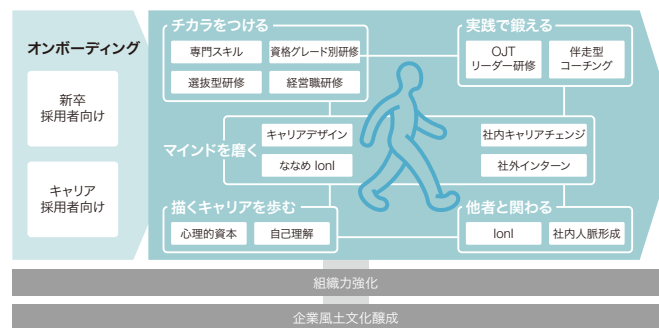 オンボーディング
新卒
採用者向け
キャリア
採用者向け
チカラをつける
専門スキル
資格グレード別研修
選抜型研修
経営職研修
実践で鍛える
OJT
リーダー研修
伴走型
コーチング
マインドを磨く
キャリアデザイン
ななめ IonI
社内キャリアチェンジ
社外インターン
描くキャリアを歩む
心理的資本
自己理解
他者と関わる
IonI
社内人脈形成
組織力強化
企業風土文化醸成